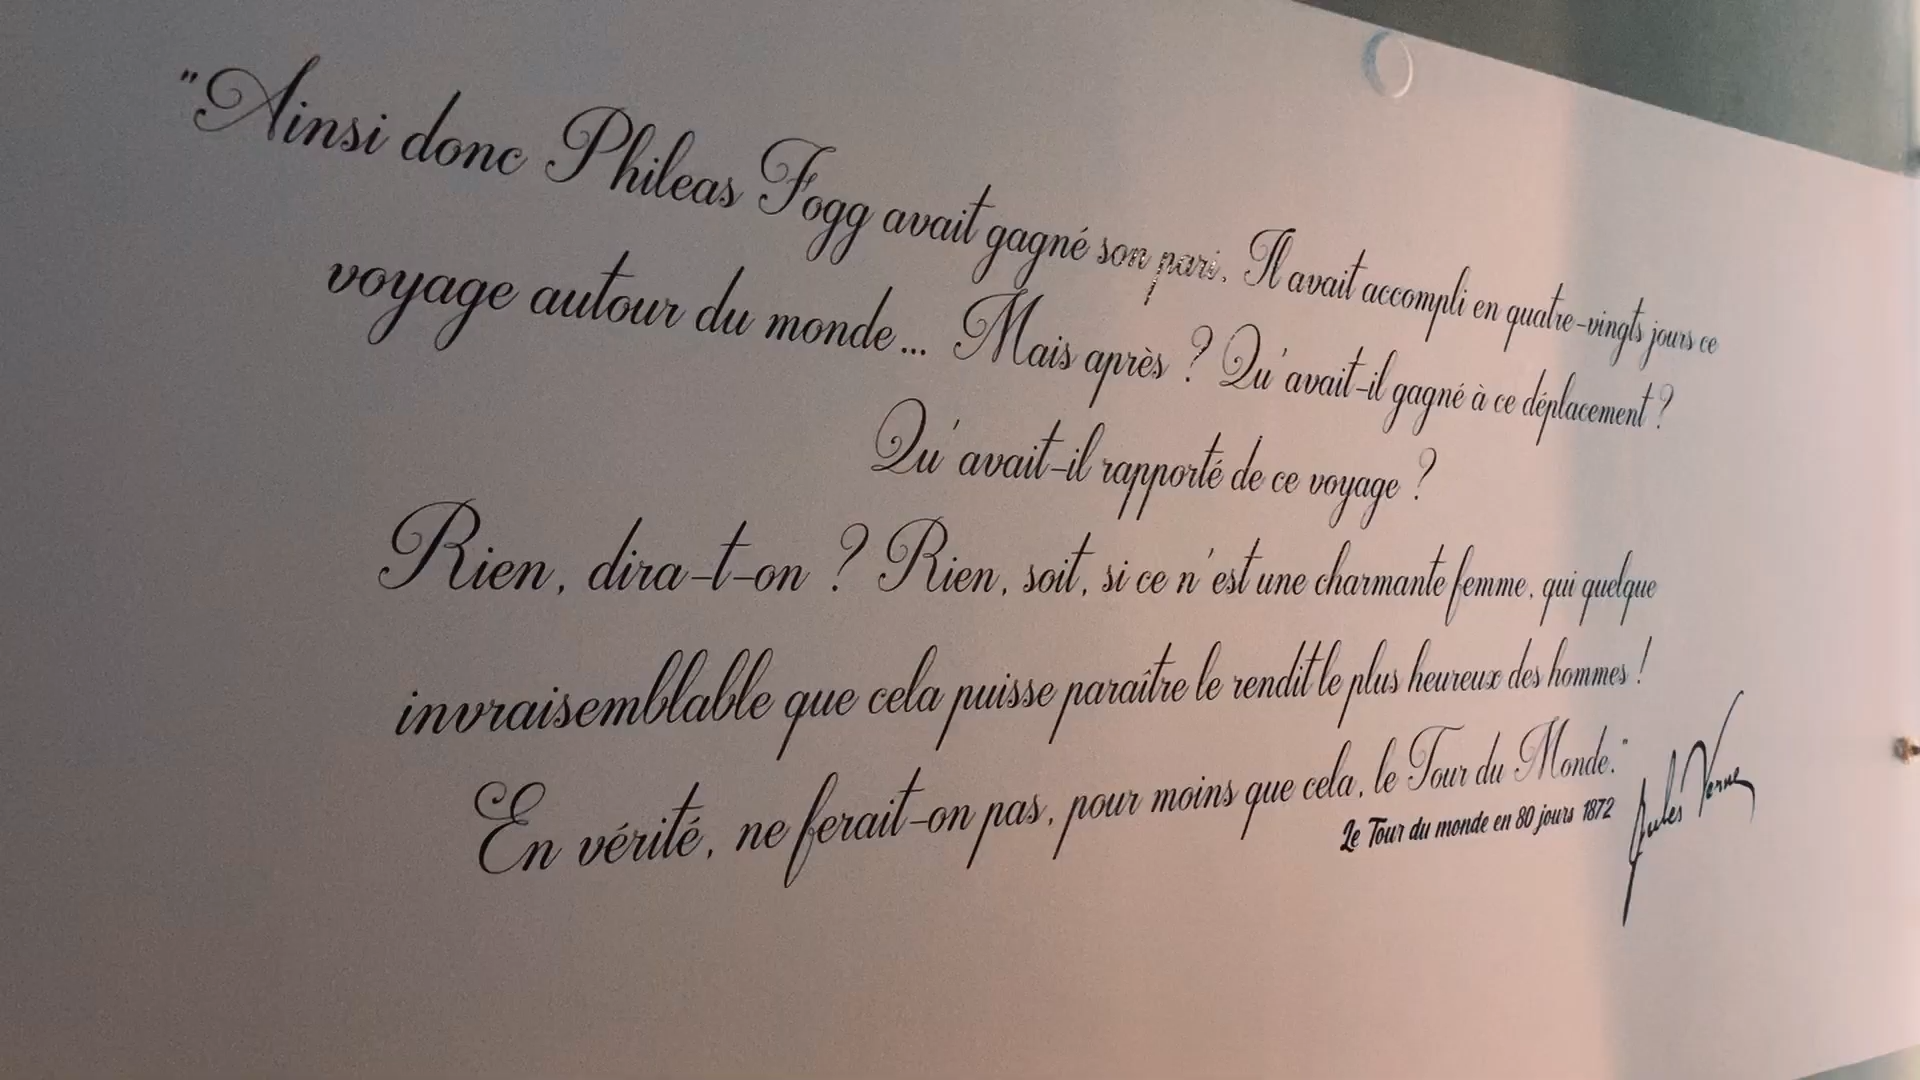 "Ainsi donc Phileas Fogg avait gagné son pari. Il avait accompli en quatre-vingts jours ce
voyage autour du monde... Mais après ? Qu'avait-il gagné à ce déplacement ?
Qu'avait-il rapporté de ce voyage ?
Rien, dira-t-on ? Rien, soit, si ce n'est une charmante femme, qui quelque
invraisemblable que cela puisse paraître le rendit le plus heureux des hommes !
En vérité, ne ferait-on pas, pour moins que cela, le Tour du Monde."
Le Tour du monde en 80 jours 1872
Jules Verne